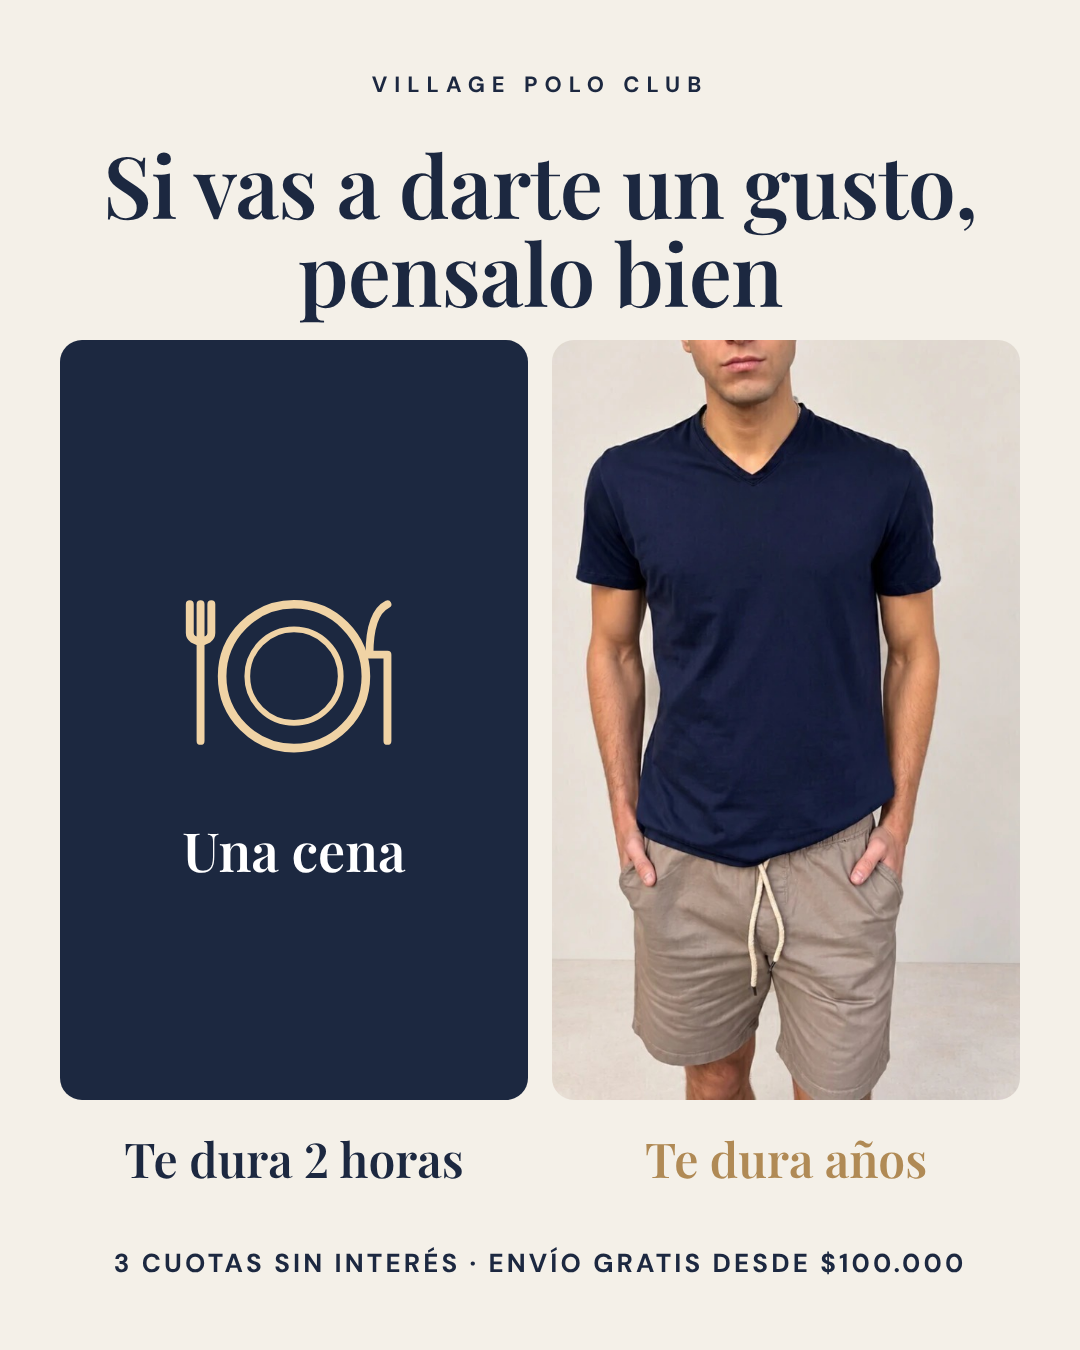 VILLAGE POLO CLUB
Si vas a darte un gusto,
pensalo bien
Una cena
Te dura 2 horas
Te dura años
3 CUOTAS SIN INTERÉS · ENVÍO GRATIS DESDE $100.000